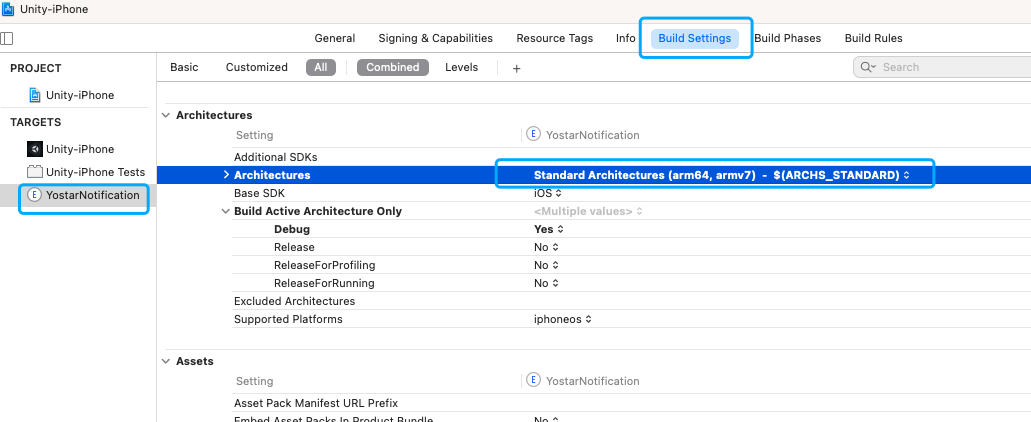 Unity-iPhone
General Signing & Capabilities Resource Tags Info Build Settings Build Phases Build Rules
PROJECT
Unity-iPhone
TARGETS
Unity-iPhone
Unity-iPhone Tests
E YostarNotification
Basic Customized All Combined Levels + Search
Architectures
Setting E YostarNotification
Additional SDKs
Architectures Standard Architectures (arm64, armv7) - $(ARCHS_STANDARD)
Base SDK iOS
Build Active Architecture Only <Multiple values>
Debug Yes
Release No
ReleaseForProfiling No
ReleaseForRunning No
Excluded Architectures
Supported Platforms iphoneos
Assets
Setting E YostarNotification
Asset Pack Manifest URL Prefix
Embed Asset Packs In Product Bundle No